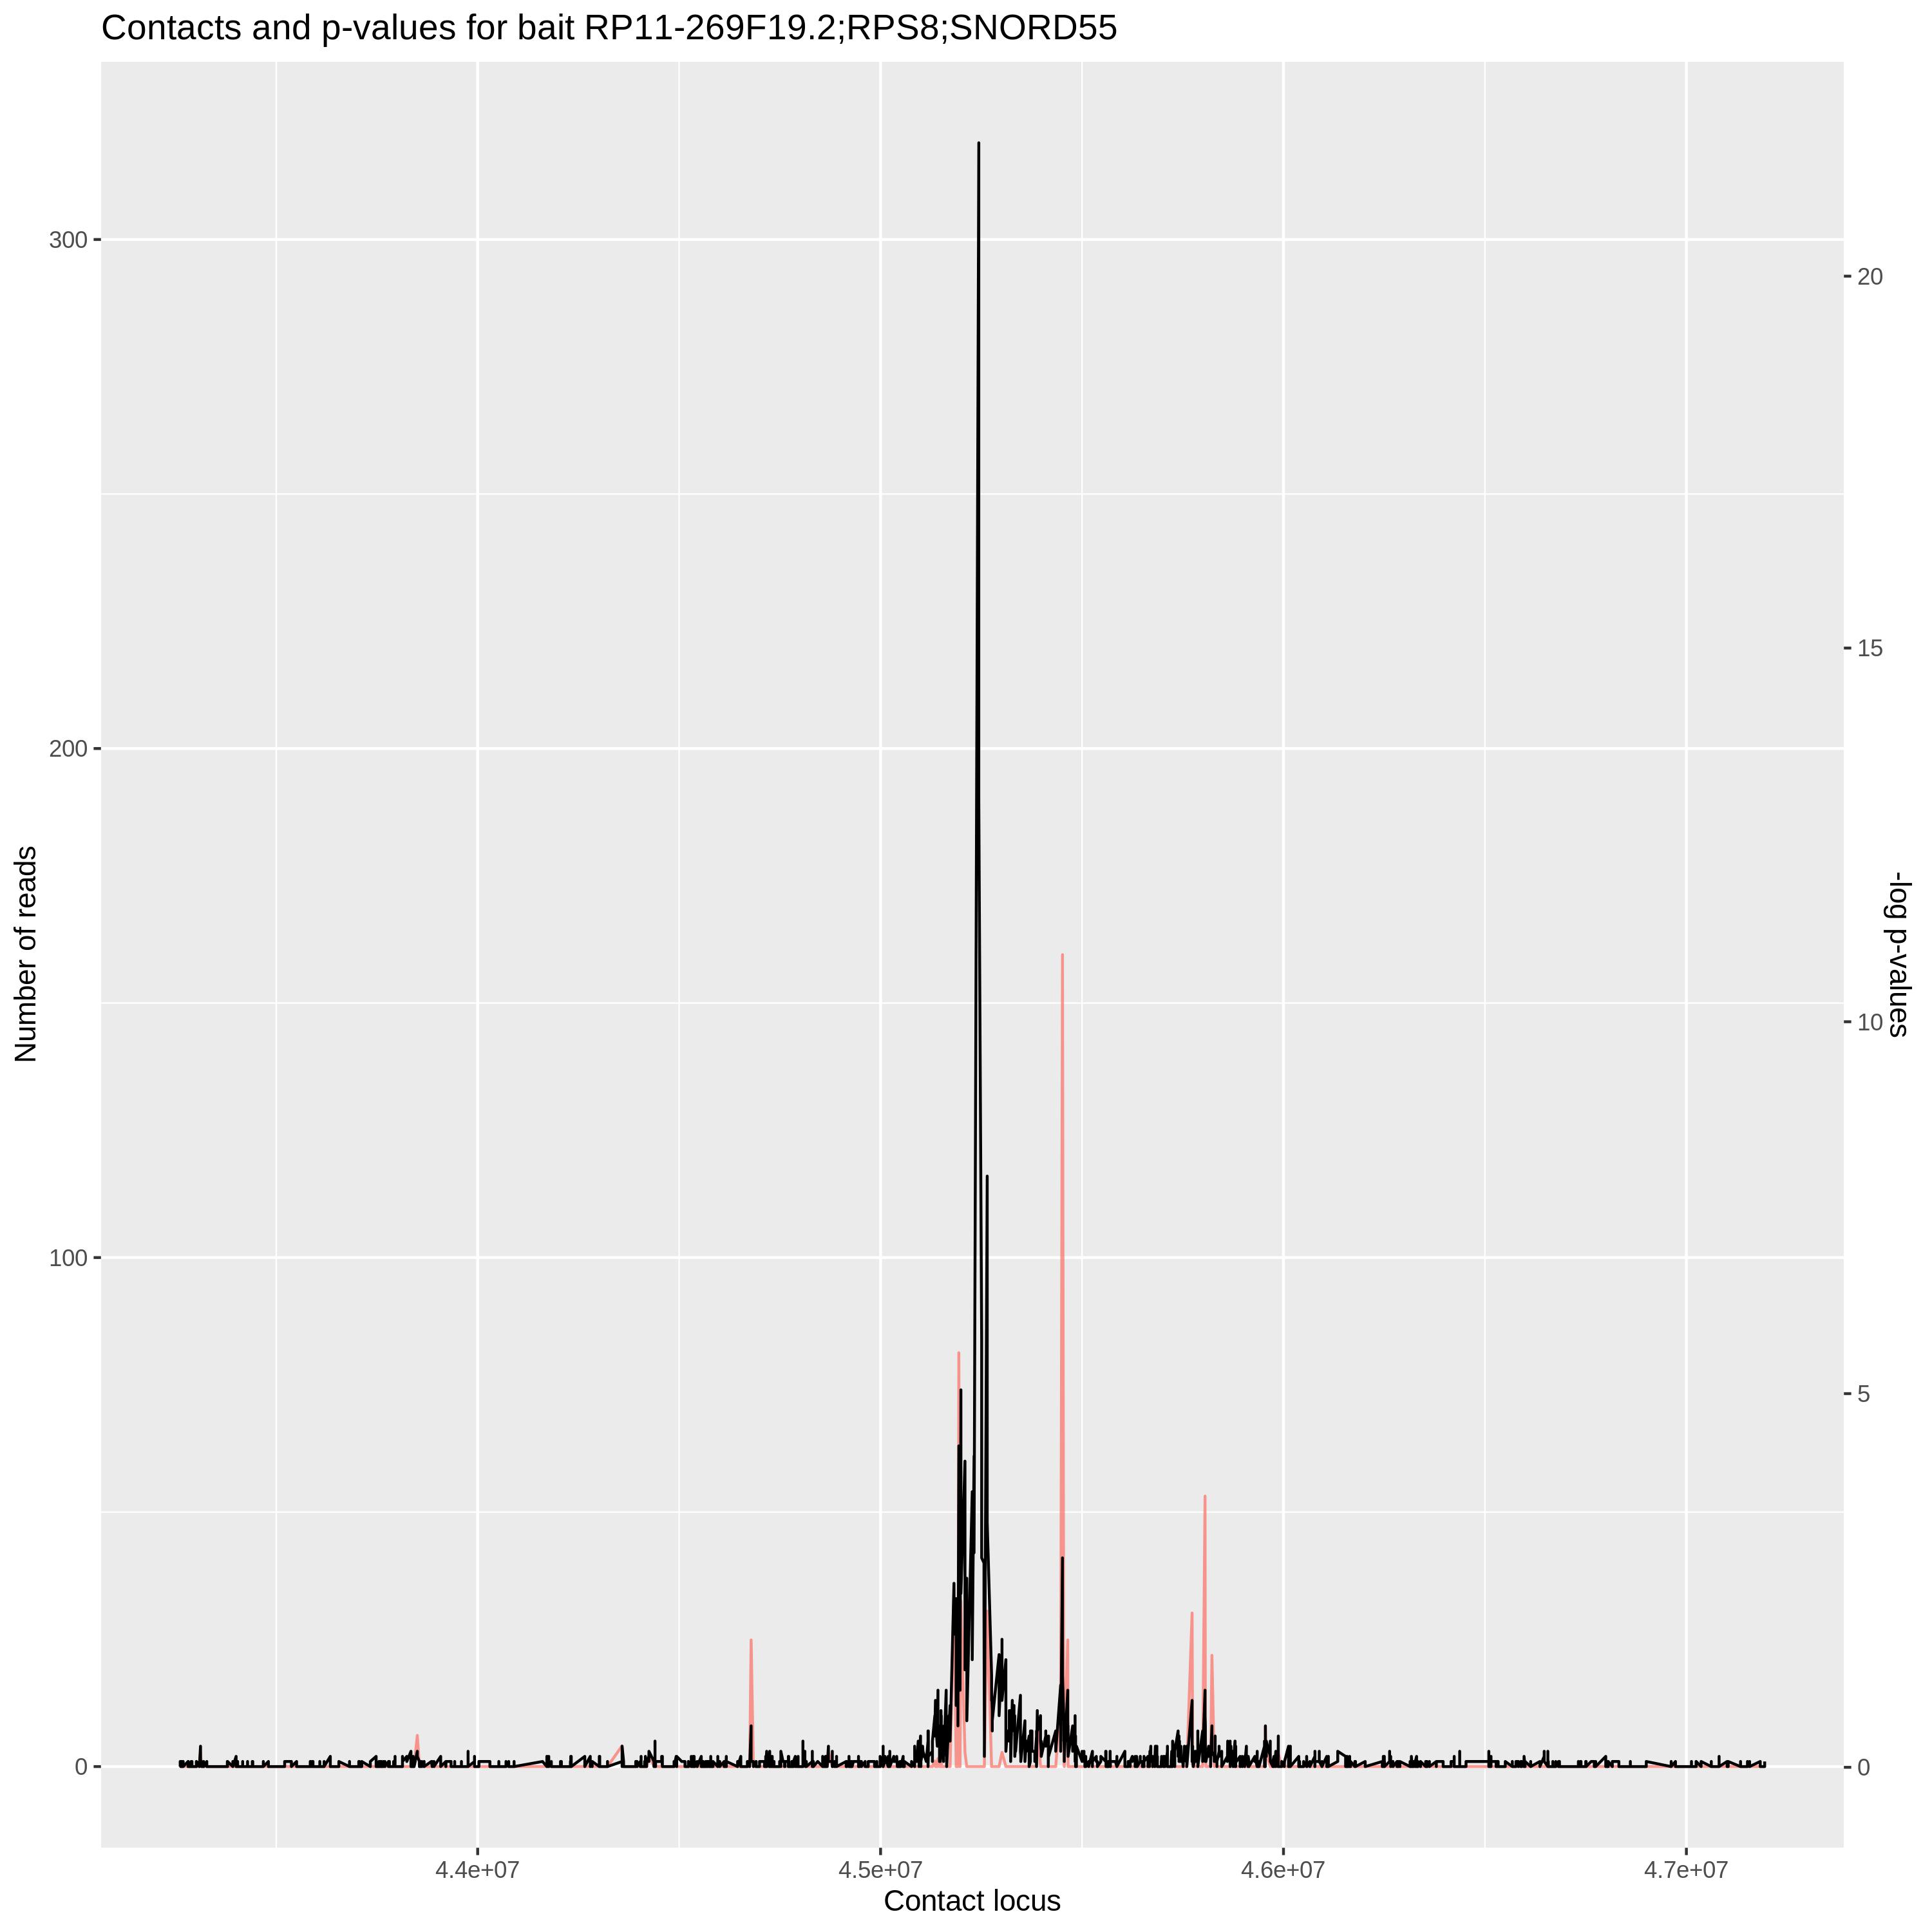 Contacts and p-values for bait RP11-269F19.2;RPS8;SNORD55
300
200
100
0
Number of reads
20
15
10
5
0
-log p-values
4.4e+07
4.5e+07
4.6e+07
4.7e+07
Contact locus